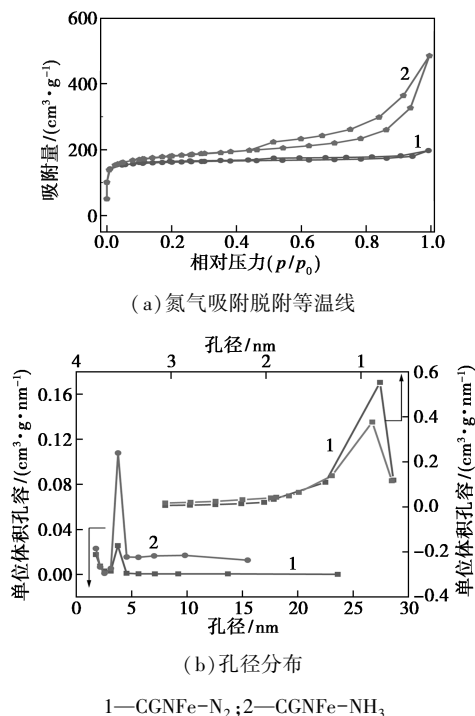 600
400
200
0
吸附量/(cm³·g⁻¹)
2
1
0.0 0.2 0.4 0.6 0.8 1.0
相对压力(p/p₀)
(a)氮气吸附脱附等温线
孔径/nm
4 3 2 1
0.16
0.12
0.08
0.04
0.00
单位体积孔容/(cm³·g·nm⁻¹)
0.6
0.4
0.2
0.0
-0.2
-0.4
单位体积孔容/(cm³·g·nm⁻¹)
1
2
1
0 5 10 15 20 25 30
孔径/nm
(b)孔径分布
1—CGNFe-N₂;2—CGNFe-NH₃